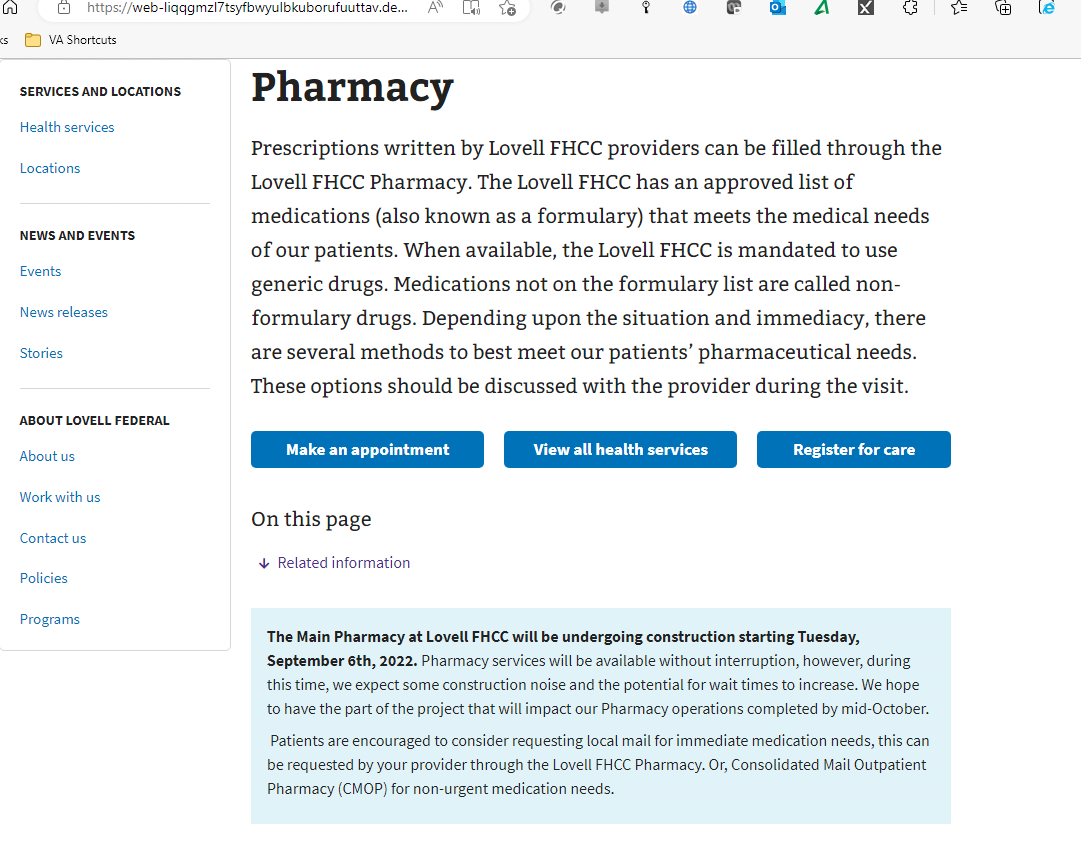 https://web-liqqgmzl7tsyfbwyulbkuborufuuttav.de...
VA Shortcuts
SERVICES AND LOCATIONS
Health services
Locations
NEWS AND EVENTS
Events
News releases
Stories
ABOUT LOVELL FEDERAL
About us
Work with us
Contact us
Policies
Programs
Pharmacy
Prescriptions written by Lovell FHCC providers can be filled through the
Lovell FHCC Pharmacy. The Lovell FHCC has an approved list of
medications (also known as a formulary) that meets the medical needs
of our patients. When available, the Lovell FHCC is mandated to use
generic drugs. Medications not on the formulary list are called non-
formulary drugs. Depending upon the situation and immediacy, there
are several methods to best meet our patients’ pharmaceutical needs.
These options should be discussed with the provider during the visit.
Make an appointment
View all health services
Register for care
On this page
Related information
The Main Pharmacy at Lovell FHCC will be undergoing construction starting Tuesday,
September 6th, 2022. Pharmacy services will be available without interruption, however, during
this time, we expect some construction noise and the potential for wait times to increase. We hope
to have the part of the project that will impact our Pharmacy operations completed by mid-October.
Patients are encouraged to consider requesting local mail for immediate medication needs, this can
be requested by your provider through the Lovell FHCC Pharmacy. Or, Consolidated Mail Outpatient
Pharmacy (CMOP) for non-urgent medication needs.